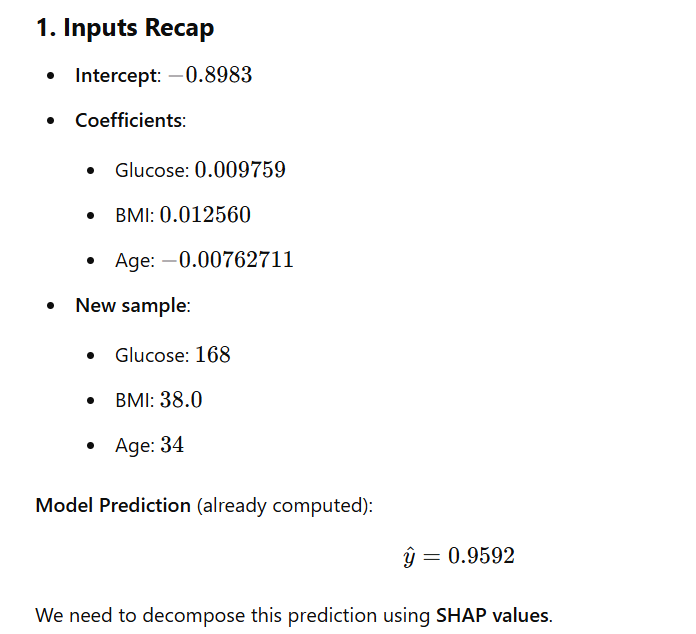 1. Inputs Recap
• Intercept: −0.8983
• Coefficients:
• Glucose: 0.009759
• BMI: 0.012560
• Age: −0.00762711
• New sample:
• Glucose: 168
• BMI: 38.0
• Age: 34
Model Prediction (already computed):
ŷ = 0.9592
We need to decompose this prediction using SHAP values.